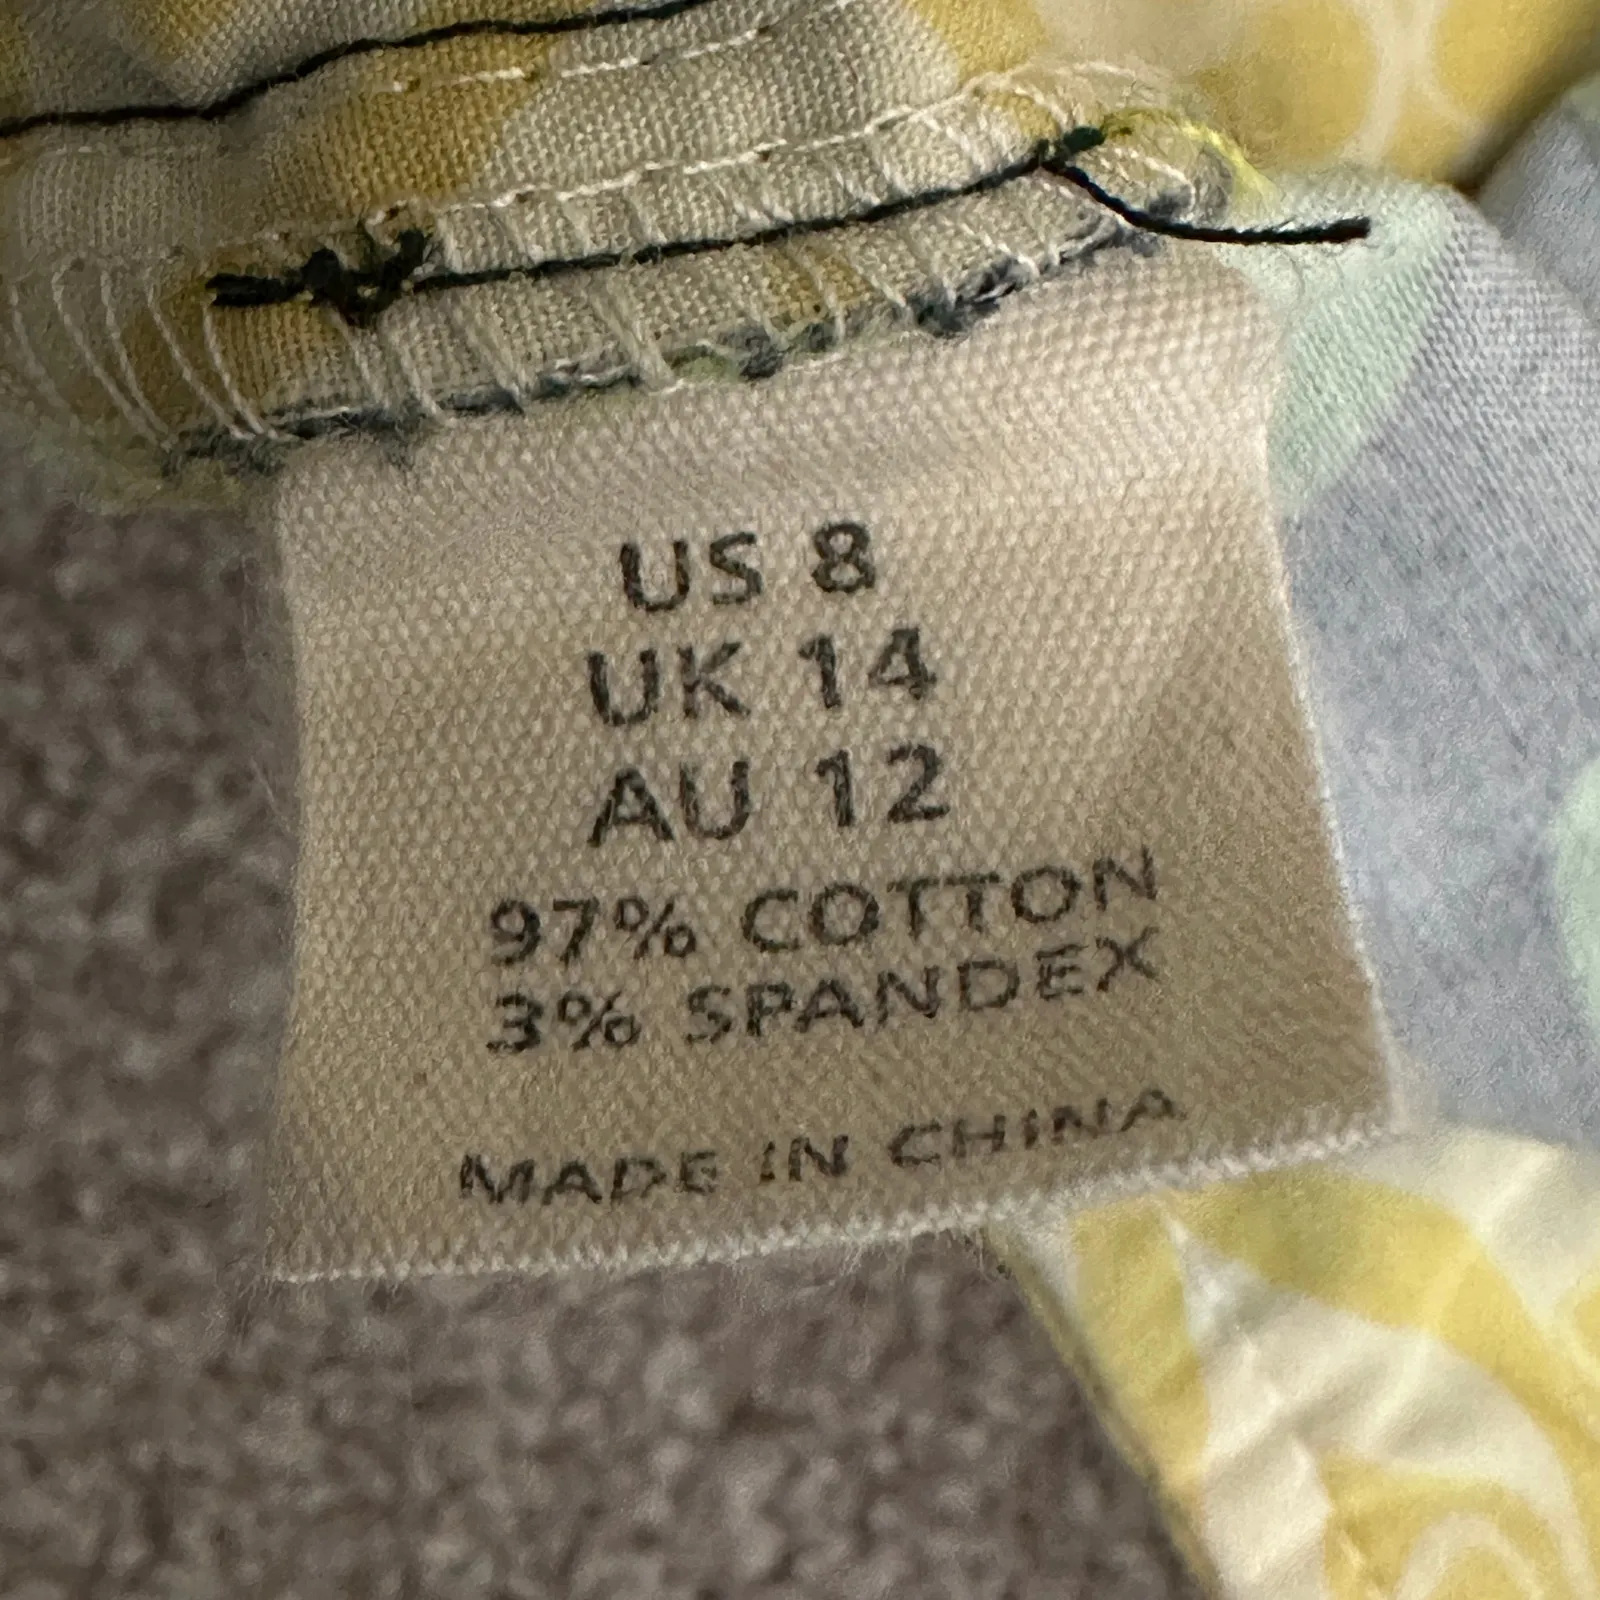 US 8
UK 14
AU 12
97% COTTON
3% SPANDEX
MADE IN CHINA